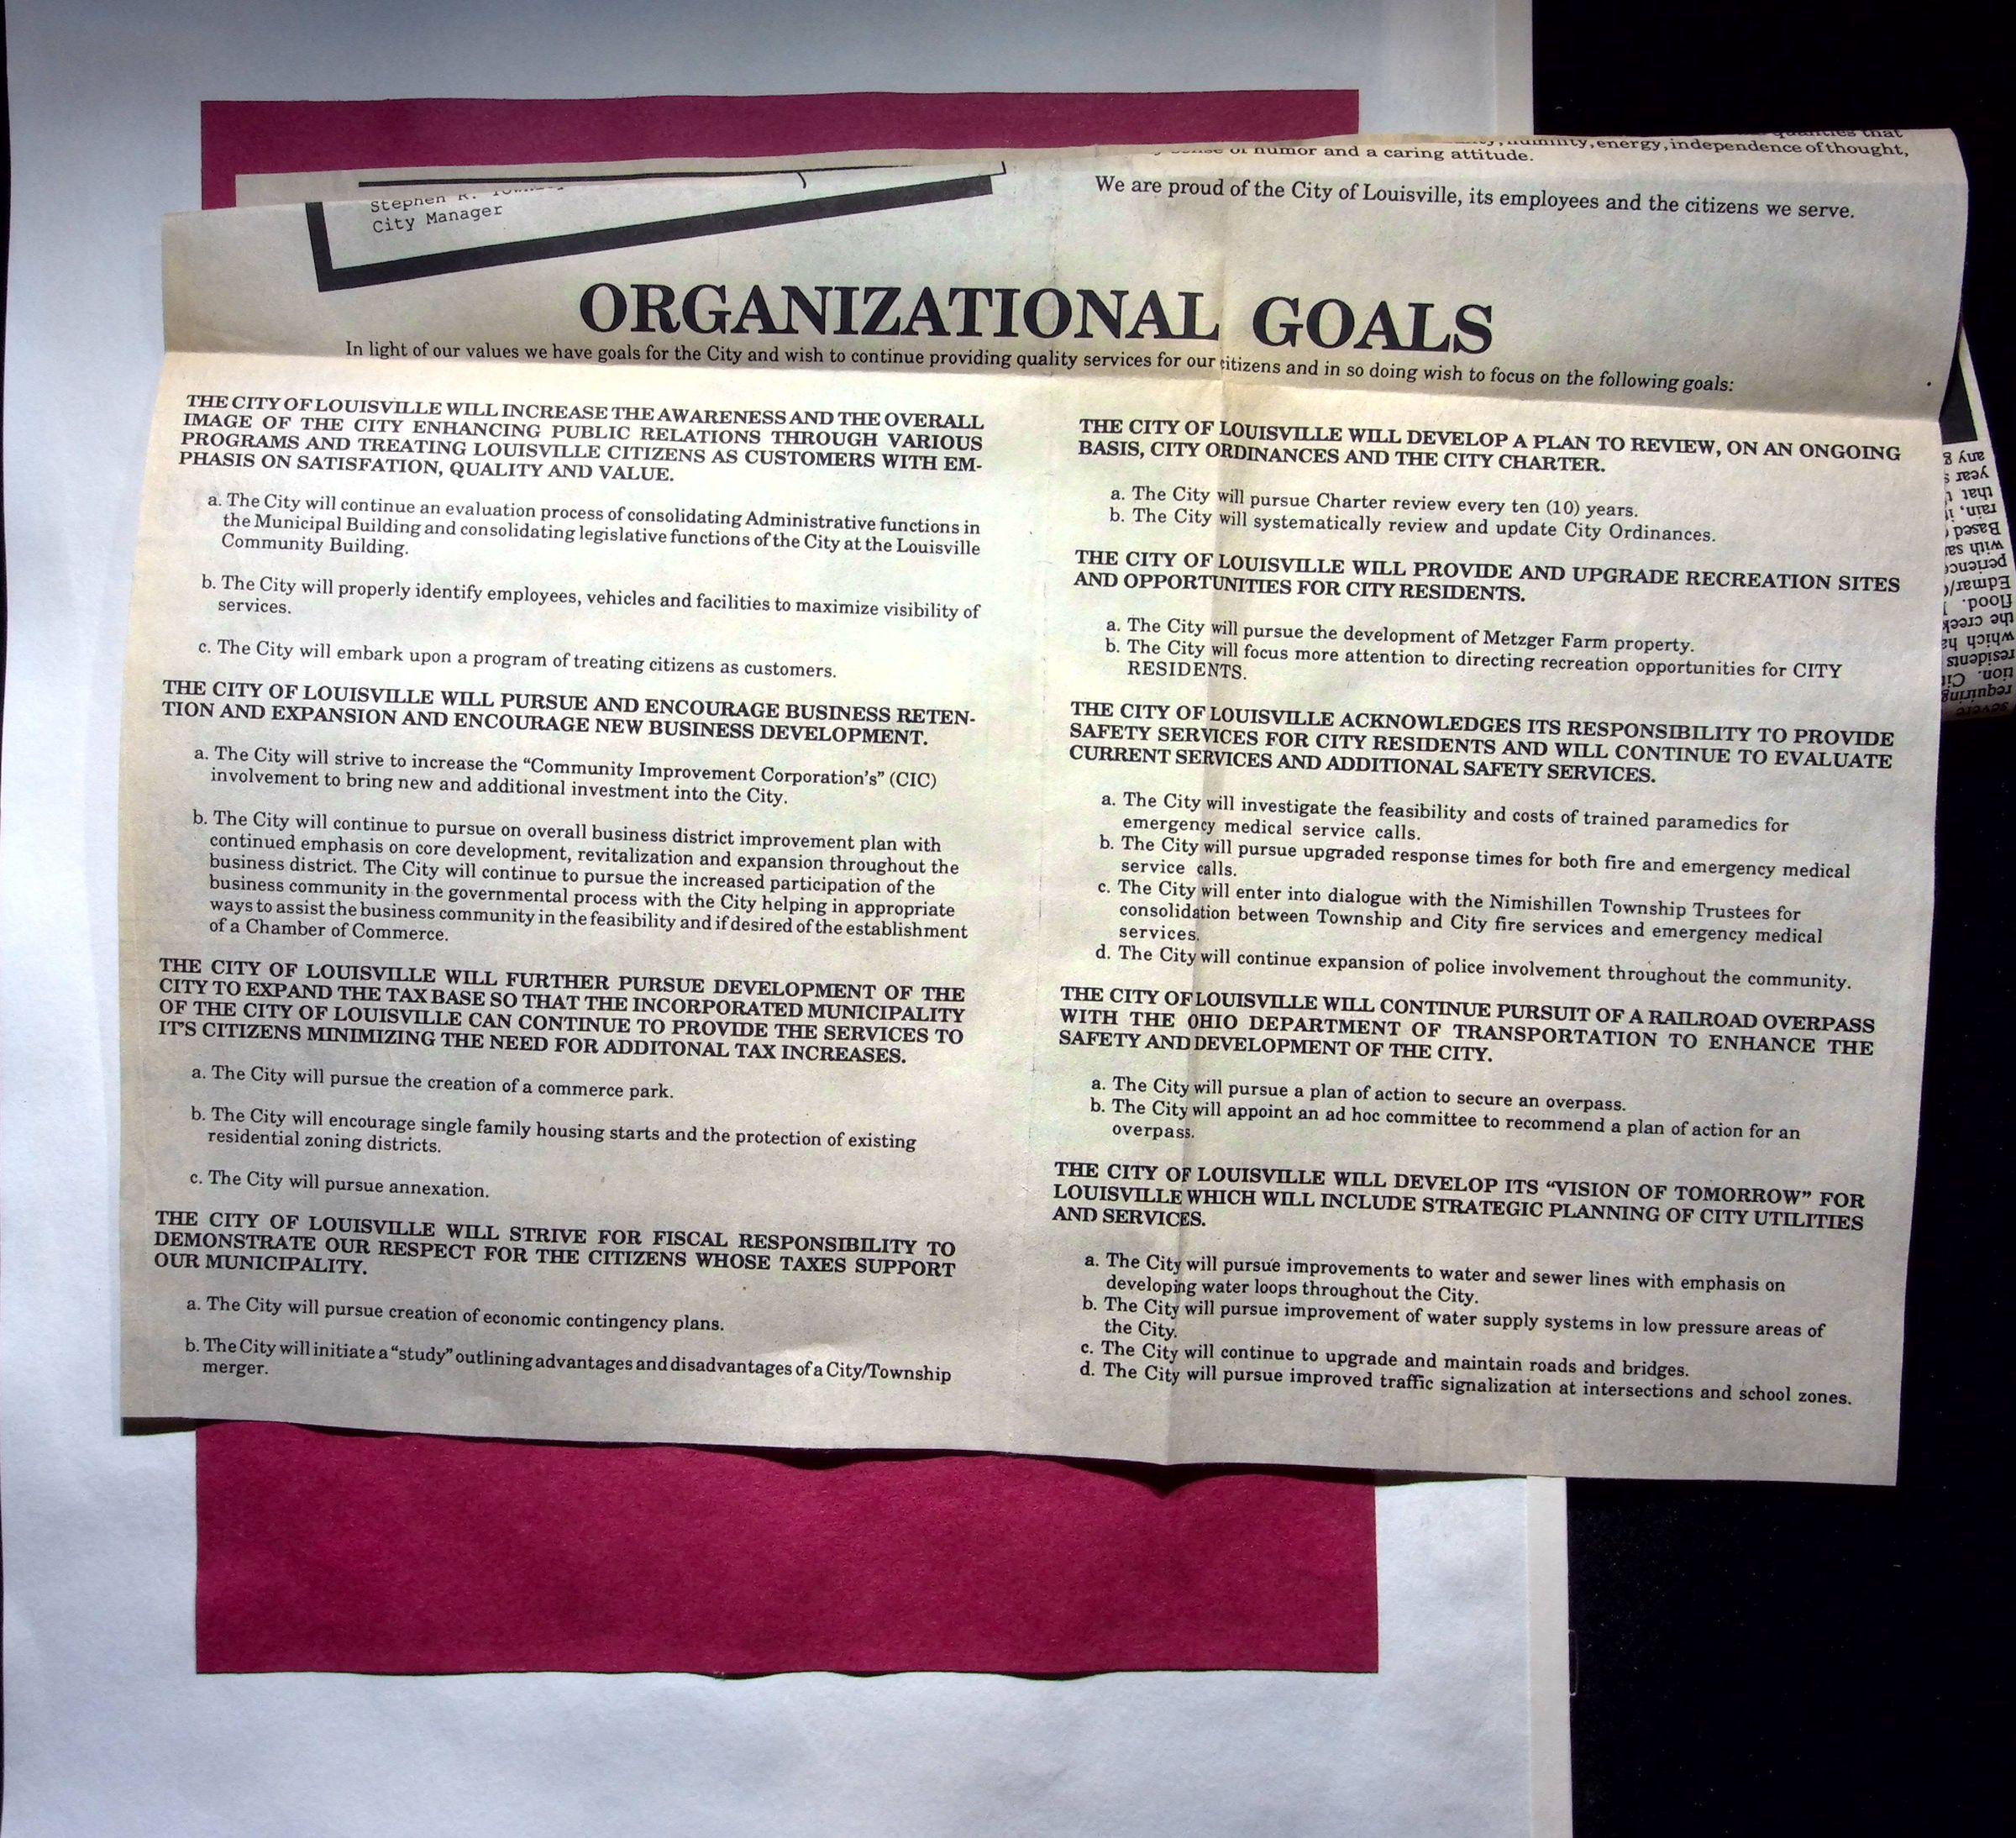 Stephen R.
City Manager
humor and a caring attitude.
energy, independence of thought,
We are proud of the City of Louisville, its employees and the citizens we serve.
ORGANIZATIONAL GOALS
In light of our values we have goals for the City and wish to continue providing quality services for our citizens and in so doing wish to focus on the following goals:
THE CITY OF LOUISVILLE WILL INCREASE THE AWARENESS AND THE OVERALL
IMAGE OF THE CITY ENHANCING PUBLIC RELATIONS THROUGH VARIOUS
PROGRAMS AND TREATING LOUISVILLE CITIZENS AS CUSTOMERS WITH EM-
PHASIS ON SATISFATION, QUALITY AND VALUE.
a. The City will continue an evaluation process of consolidating Administrative functions in
the Municipal Building and consolidating legislative functions of the City at the Louisville
Community Building.
b. The City will properly identify employees, vehicles and facilities to maximize visibility of
services.
c. The City will embark upon a program of treating citizens as customers.
THE CITY OF LOUISVILLE WILL PURSUE AND ENCOURAGE BUSINESS RETEN-
TION AND EXPANSION AND ENCOURAGE NEW BUSINESS DEVELOPMENT.
a. The City will strive to increase the “Community Improvement Corporation's” (CIC)
involvement to bring new and additional investment into the City.
b. The City will continue to pursue on overall business district improvement plan with
continued emphasis on core development, revitalization and expansion throughout the
business district. The City will continue to pursue the increased participation of the
business community in the governmental process with the City helping in appropriate
ways to assist the business community in the feasibility and if desired of the establishment
of a Chamber of Commerce.
THE CITY OF LOUISVILLE WILL FURTHER PURSUE DEVELOPMENT OF THE
CITY TO EXPAND THE TAX BASE SO THAT THE INCORPORATED MUNICIPALITY
OF THE CITY OF LOUISVILLE CAN CONTINUE TO PROVIDE THE SERVICES TO
IT'S CITIZENS MINIMIZING THE NEED FOR ADDITONAL TAX INCREASES.
a. The City will pursue the creation of a commerce park.
b. The City will encourage single family housing starts and the protection of existing
residential zoning districts.
c. The City will pursue annexation.
THE CITY OF LOUISVILLE WILL STRIVE FOR FISCAL RESPONSIBILITY TO
DEMONSTRATE OUR RESPECT FOR THE CITIZENS WHOSE TAXES SUPPORT
OUR MUNICIPALITY.
a. The City will pursue creation of economic contingency plans.
b. The City will initiate a “study” outlining advantages and disadvantages of a City/Township
merger.
THE CITY OF LOUISVILLE WILL DEVELOP A PLAN TO REVIEW, ON AN ONGOING
BASIS, CITY ORDINANCES AND THE CITY CHARTER.
a. The City will pursue Charter review every ten (10) years.
b. The City will systematically review and update City Ordinances.
THE CITY OF LOUISVILLE WILL PROVIDE AND UPGRADE RECREATION SITES
AND OPPORTUNITIES FOR CITY RESIDENTS.
a. The City will pursue the development of Metzger Farm property.
b. The City will focus more attention to directing recreation opportunities for CITY
RESIDENTS.
THE CITY OF LOUISVILLE ACKNOWLEDGES ITS RESPONSIBILITY TO PROVIDE
SAFETY SERVICES FOR CITY RESIDENTS AND WILL CONTINUE TO EVALUATE
CURRENT SERVICES AND ADDITIONAL SAFETY SERVICES.
a. The City will investigate the feasibility and costs of trained paramedics for
emergency medical service calls.
b. The City will pursue upgraded response times for both fire and emergency medical
service calls.
c. The City will enter into dialogue with the Nimishillen Township Trustees for
consolidation between Township and City fire services and emergency medical
services.
d. The City will continue expansion of police involvement throughout the community.
THE CITY OF LOUISVILLE WILL CONTINUE PURSUIT OF A RAILROAD OVERPASS
WITH THE OHIO DEPARTMENT OF TRANSPORTATION TO ENHANCE THE
SAFETY AND DEVELOPMENT OF THE CITY.
a. The City will pursue a plan of action to secure an overpass.
b. The City will appoint an ad hoc committee to recommend a plan of action for an
overpass.
THE CITY OF LOUISVILLE WILL DEVELOP ITS “VISION OF TOMORROW” FOR
LOUISVILLE WHICH WILL INCLUDE STRATEGIC PLANNING OF CITY UTILITIES
AND SERVICES.
a. The City will pursue improvements to water and sewer lines with emphasis on
developing water loops throughout the City.
b. The City will pursue improvement of water supply systems in low pressure areas of
the City.
c. The City will continue to upgrade and maintain roads and bridges.
d. The City will pursue improved traffic signalization at intersections and school zones.
requiring
tion.
residents
which
the creek
flood.
Edmar/
with
Based
rain,
that
year
any